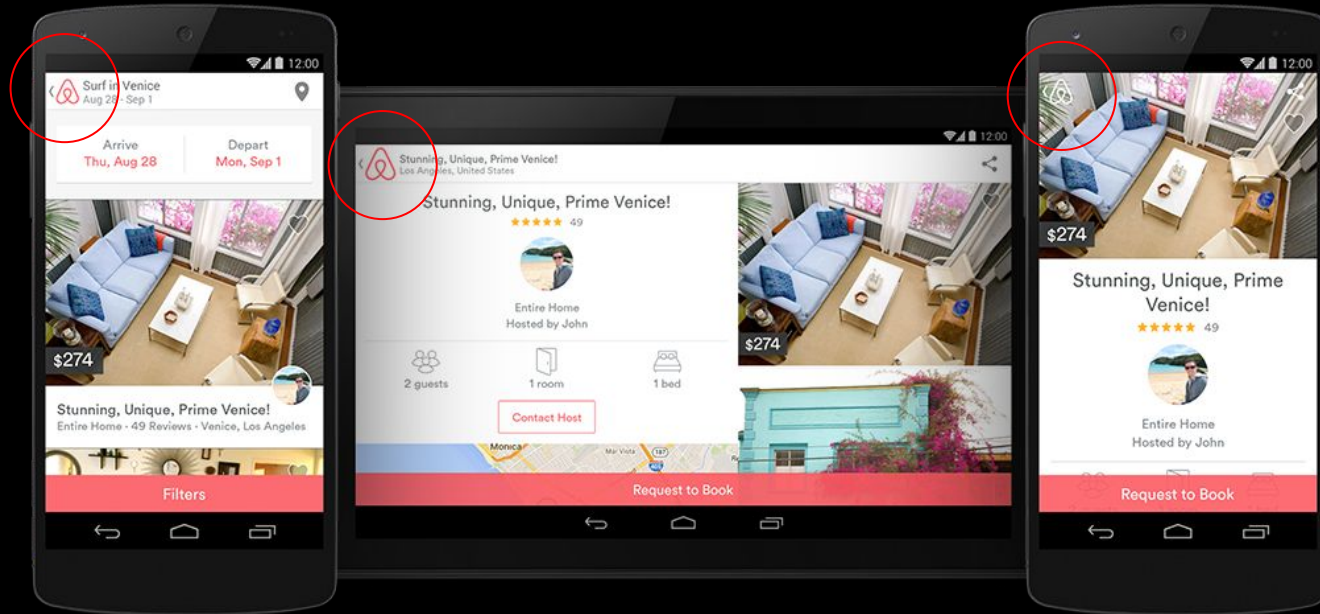 12:00
Surf in Venice
Aug 28 - Sep 1
Arrive
Depart
Thu, Aug 28
Mon, Sep 1
$274
Stunning, Unique, Prime Venice!
Entire Home - 49 Reviews - Venice, Los Angeles
Filters
12:00
Stunning, Unique, Prime Venice!
Los Angeles, United States
Stunning, Unique, Prime Venice!
49
Entire Home
Hosted by John
2 guests
1 room
1 bed
Contact Host
$274
Monica
Mar Vista
187
405
Request to Book
12:00
$274
Stunning, Unique, Prime
Venice!
49
Entire Home
Hosted by John
Request to Book